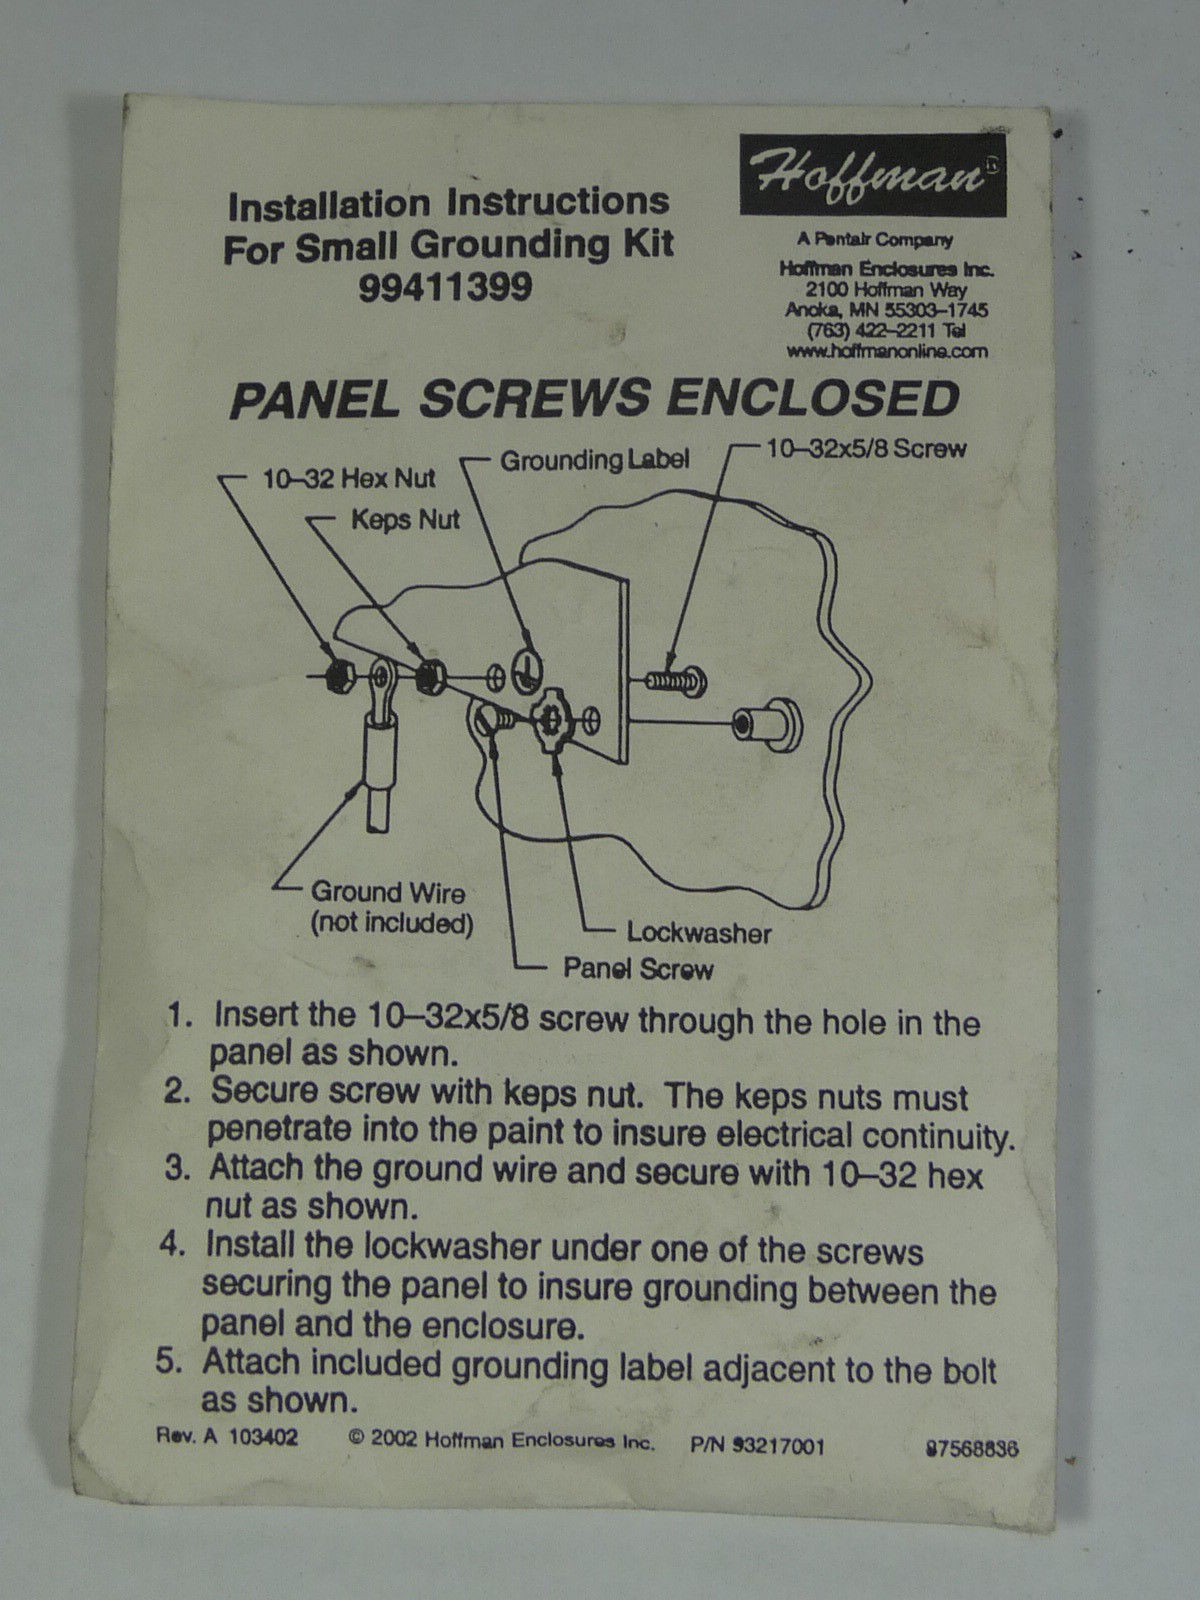 Hoffman®
Installation Instructions
For Small Grounding Kit
99411399
A Pentair Company
Hoffman Enclosures Inc.
2100 Hoffman Way
Anoka, MN 55303–1745
(763) 422–2211 Tel
www.hoffmanonline.com
PANEL SCREWS ENCLOSED
10–32x5/8 Screw
Grounding Label
10–32 Hex Nut
Keps Nut
Ground Wire
(not included)
Lockwasher
Panel Screw
1. Insert the 10–32x5/8 screw through the hole in the
panel as shown.
2. Secure screw with keps nut. The keps nuts must
penetrate into the paint to insure electrical continuity.
3. Attach the ground wire and secure with 10–32 hex
nut as shown.
4. Install the lockwasher under one of the screws
securing the panel to insure grounding between the
panel and the enclosure.
5. Attach included grounding label adjacent to the bolt
as shown.
Rev. A 103402 © 2002 Hoffman Enclosures Inc. P/N 93217001 87568836